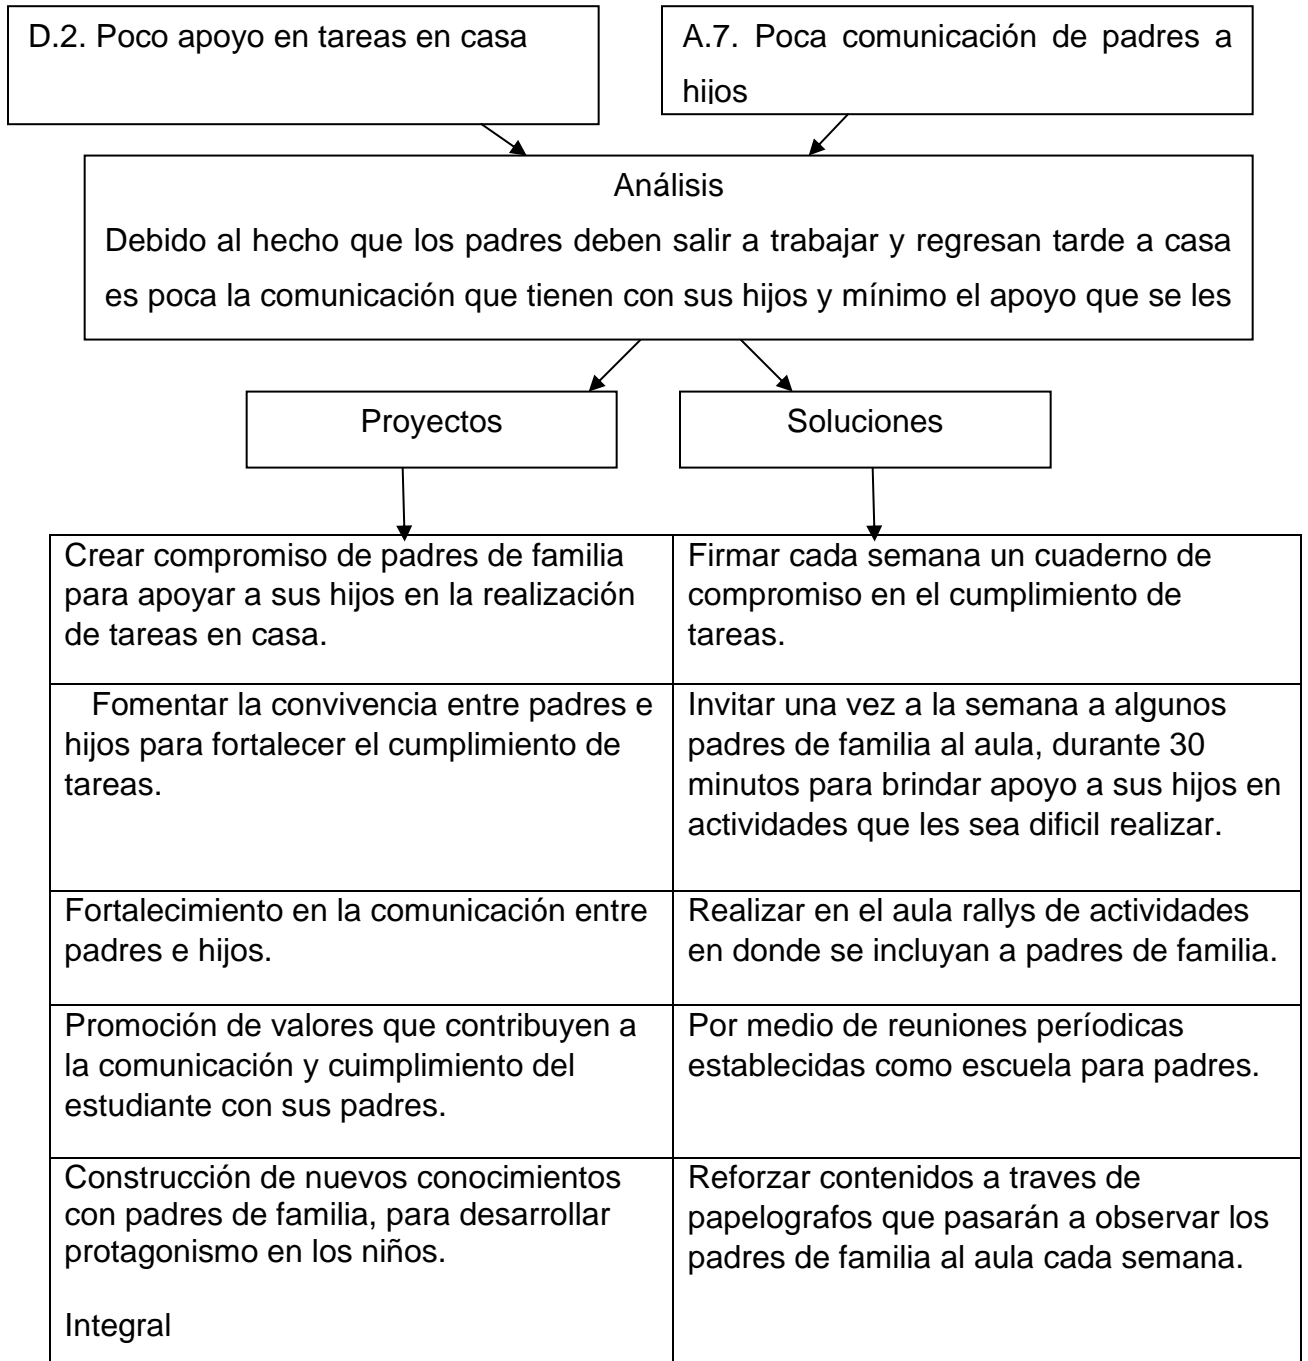 D.2. Poco apoyo en tareas en casa
A.7. Poca comunicación de padres a
hijos
Análisis
Debido al hecho que los padres deben salir a trabajar y regresan tarde a casa
es poca la comunicación que tienen con sus hijos y mínimo el apoyo que se les
Proyectos
Soluciones
Crear compromiso de padres de familia
para apoyar a sus hijos en la realización
de tareas en casa.
Firmar cada semana un cuaderno de
compromiso en el cumplimiento de
tareas.
Fomentar la convivencia entre padres e
hijos para fortalecer el cumplimiento de
tareas.
Invitar una vez a la semana a algunos
padres de familia al aula, durante 30
minutos para brindar apoyo a sus hijos en
actividades que les sea dificil realizar.
Fortalecimiento en la comunicación entre
padres e hijos.
Realizar en el aula rallys de actividades
en donde se incluyan a padres de familia.
Promoción de valores que contribuyen a
la comunicación y cuimplimiento del
estudiante con sus padres.
Por medio de reuniones períodicas
establecidas como escuela para padres.
Construcción de nuevos conocimientos
con padres de familia, para desarrollar
protagonismo en los niños.
Integral
Reforzar contenidos a traves de
papelografos que pasarán a observar los
padres de familia al aula cada semana.